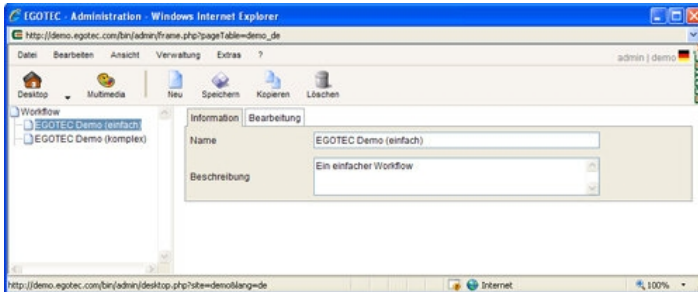 EGOTEC - Administration - Windows Internet Explorer
http://demo.egotec.com/bin/admin/frame.php?pageTable=demo_de
Datei Bearbeiten Ansicht Verwaltung Extras ?
admin | demo
Desktop Multimedia Neu Speichern Kopieren Löschen
Workflow
EGOTEC Demo (einfach)
EGOTEC Demo (komplex)
Information Bearbeitung
Name EGOTEC Demo (einfach)
Beschreibung Ein einfacher Workflow
http://demo.egotec.com/bin/admin/desktop.php?site=demo&lang=de Internet 100%